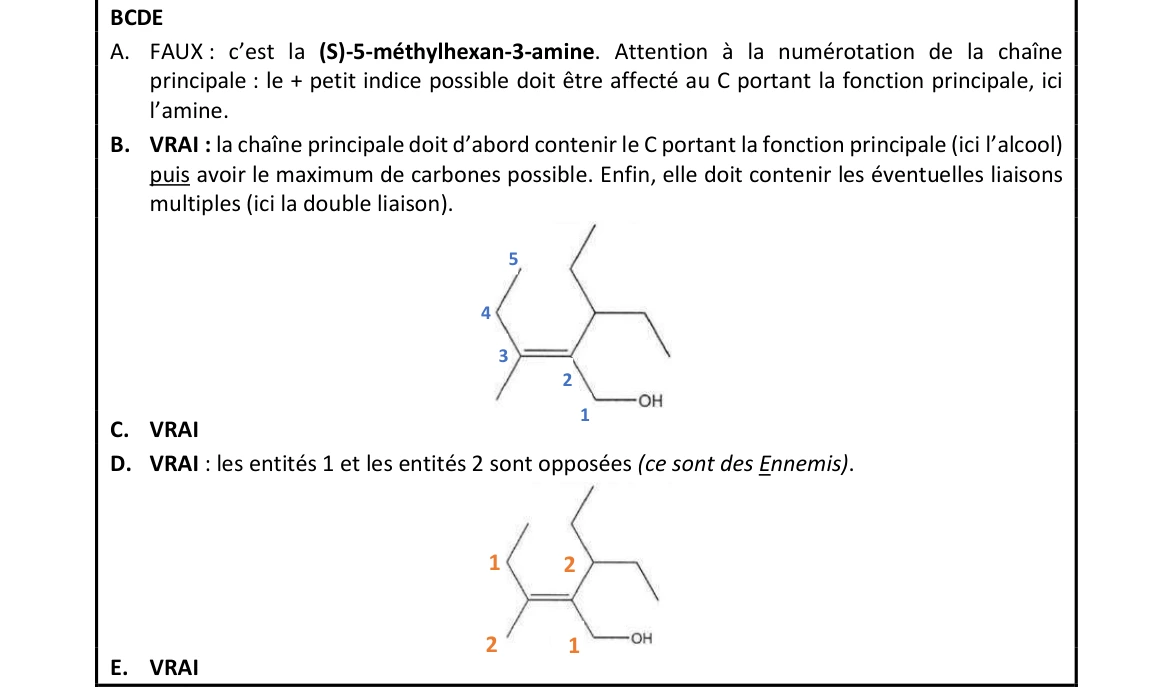 BCDE
A. FAUX : c’est la (S)-5-méthylhexan-3-amine. Attention à la numérotation de la chaîne
principale : le + petit indice possible doit être affecté au C portant la fonction principale, ici
l’amine.
B. VRAI : la chaîne principale doit d’abord contenir le C portant la fonction principale (ici l’alcool)
puis avoir le maximum de carbones possible. Enfin, elle doit contenir les éventuelles liaisons
multiples (ici la double liaison).
5
4
3
2
OH
1
C. VRAI
D. VRAI : les entités 1 et les entités 2 sont opposées (ce sont des Ennemis).
1 2
2 1 OH
E. VRAI